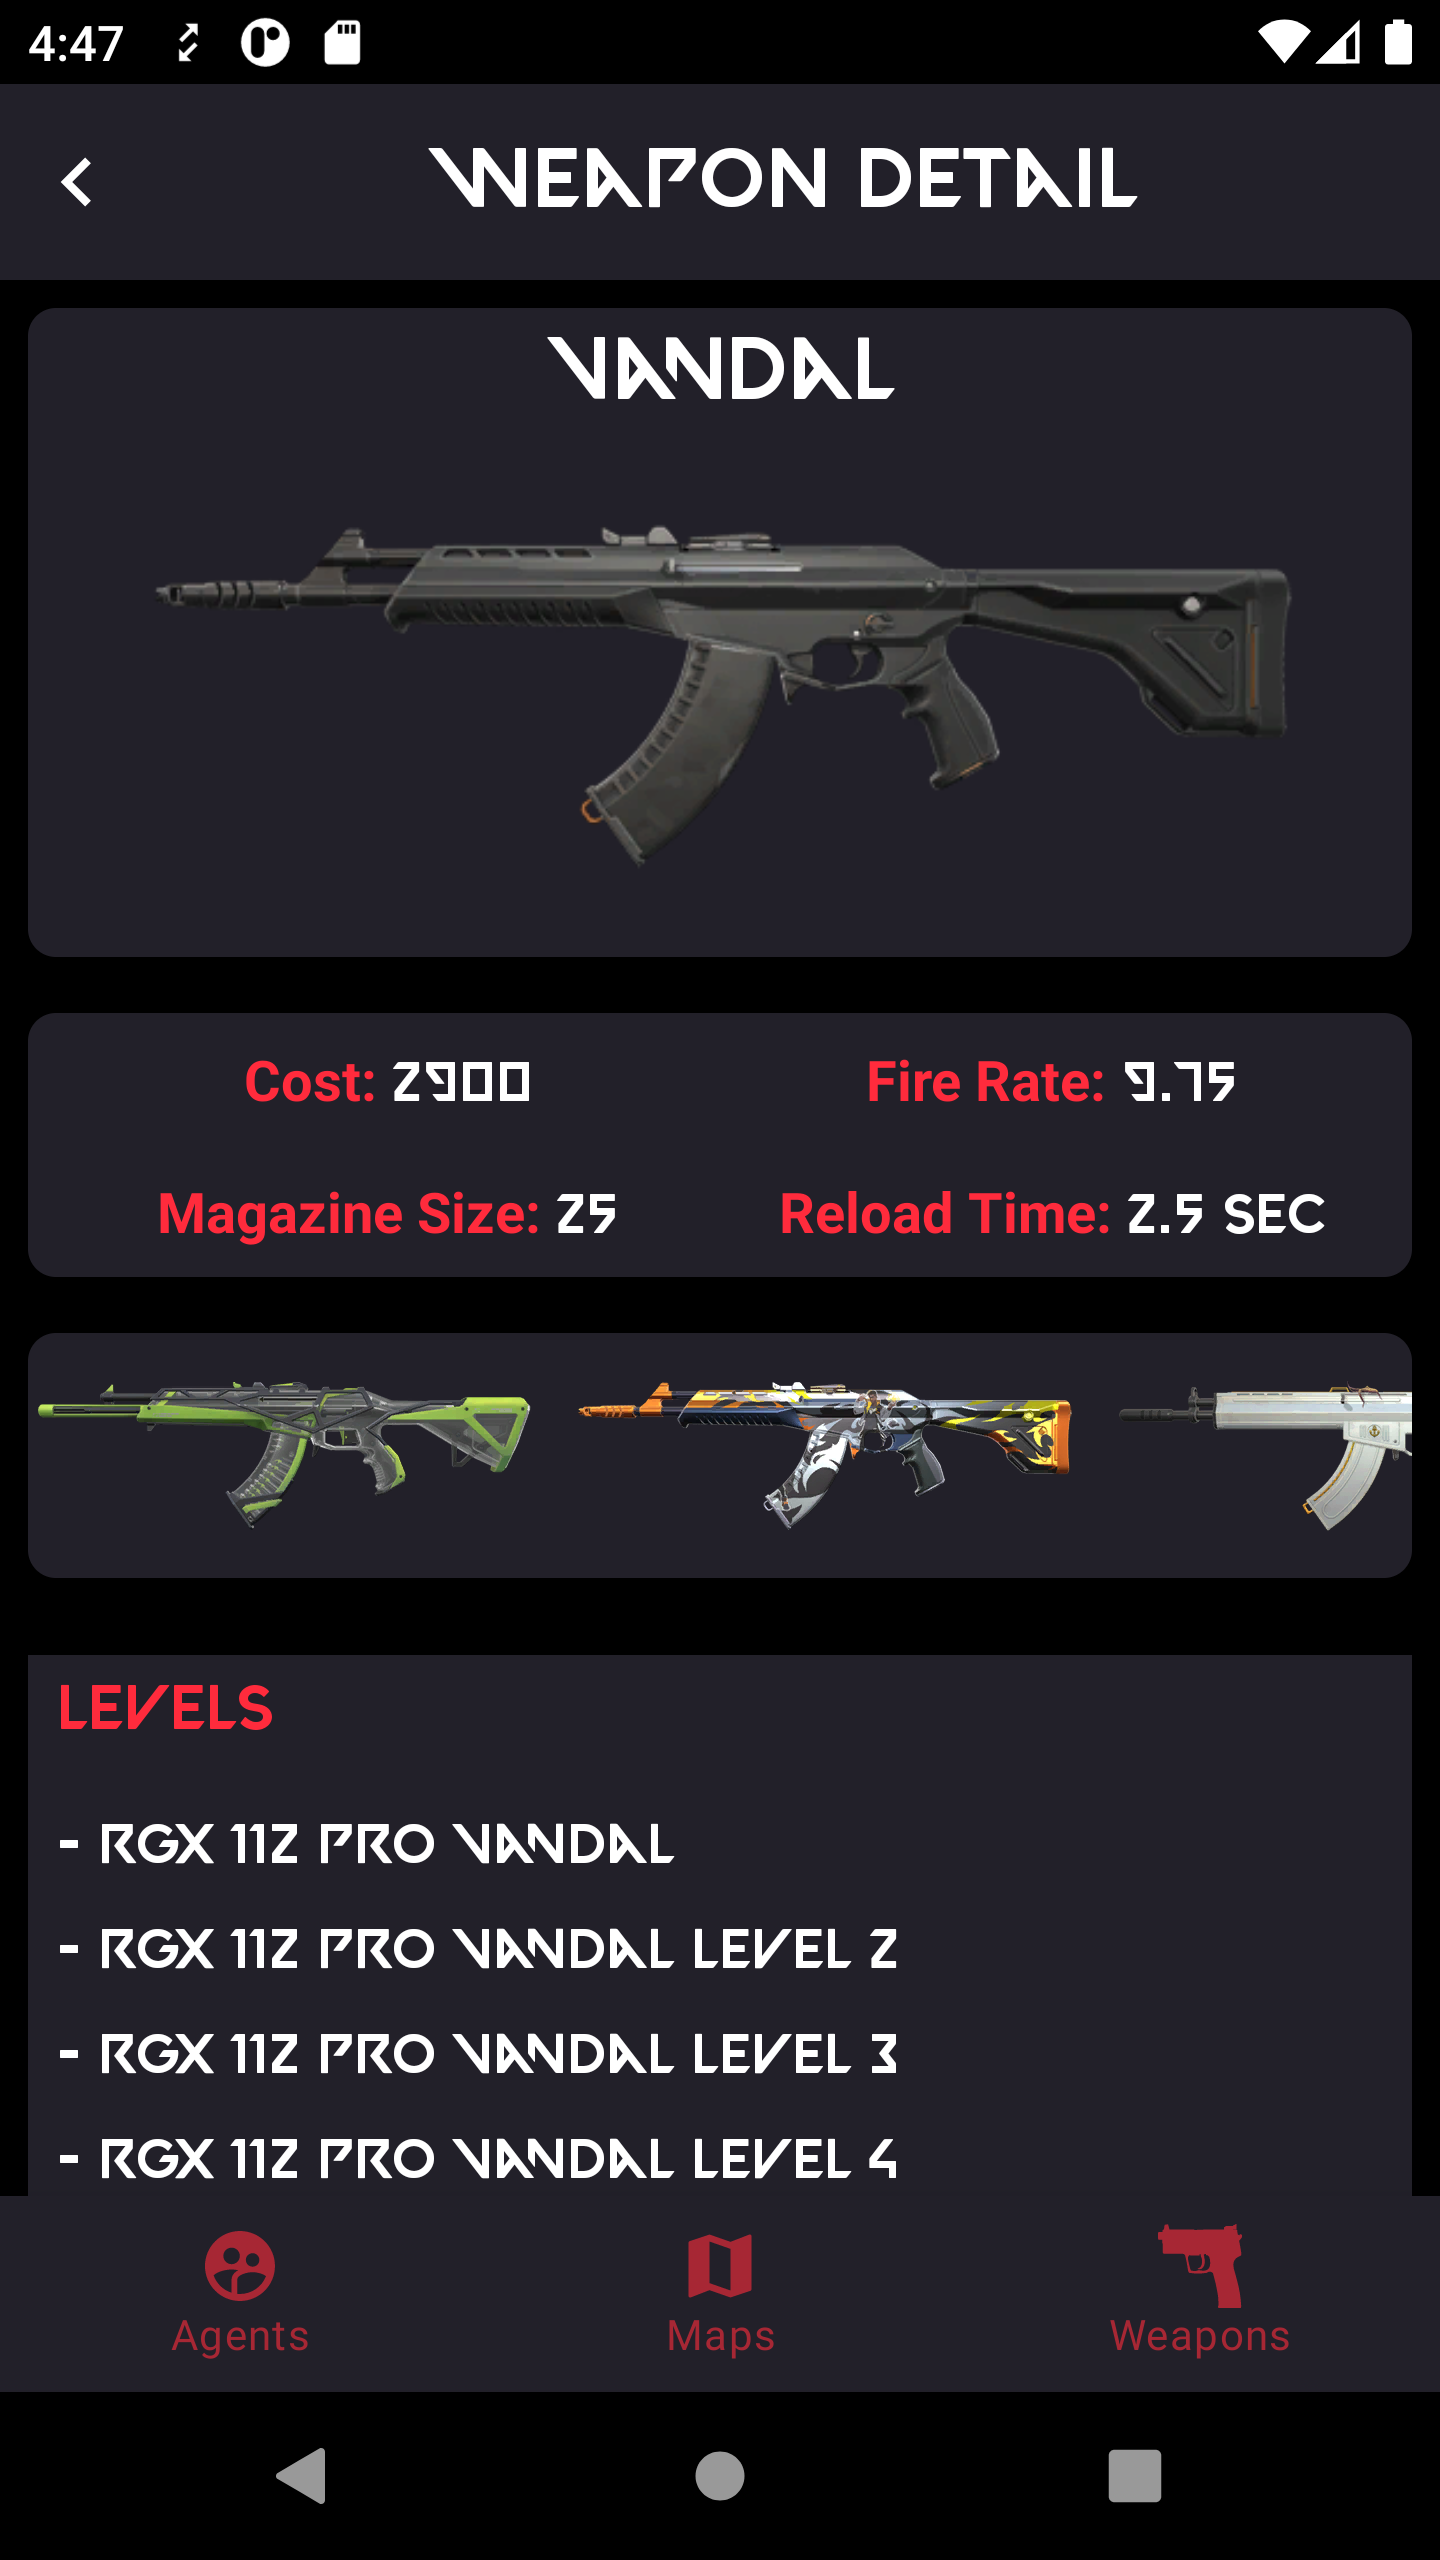 4:47
WEAPON DETAIL
VANDAL
Cost: 2900 Fire Rate: 9.75
Magazine Size: 25 Reload Time: 2.5 SEC
LEVELS
- RGX 11Z PRO VANDAL
- RGX 11Z PRO VANDAL LEVEL 2
- RGX 11Z PRO VANDAL LEVEL 3
- RGX 11Z PRO VANDAL LEVEL 4
Agents Maps Weapons